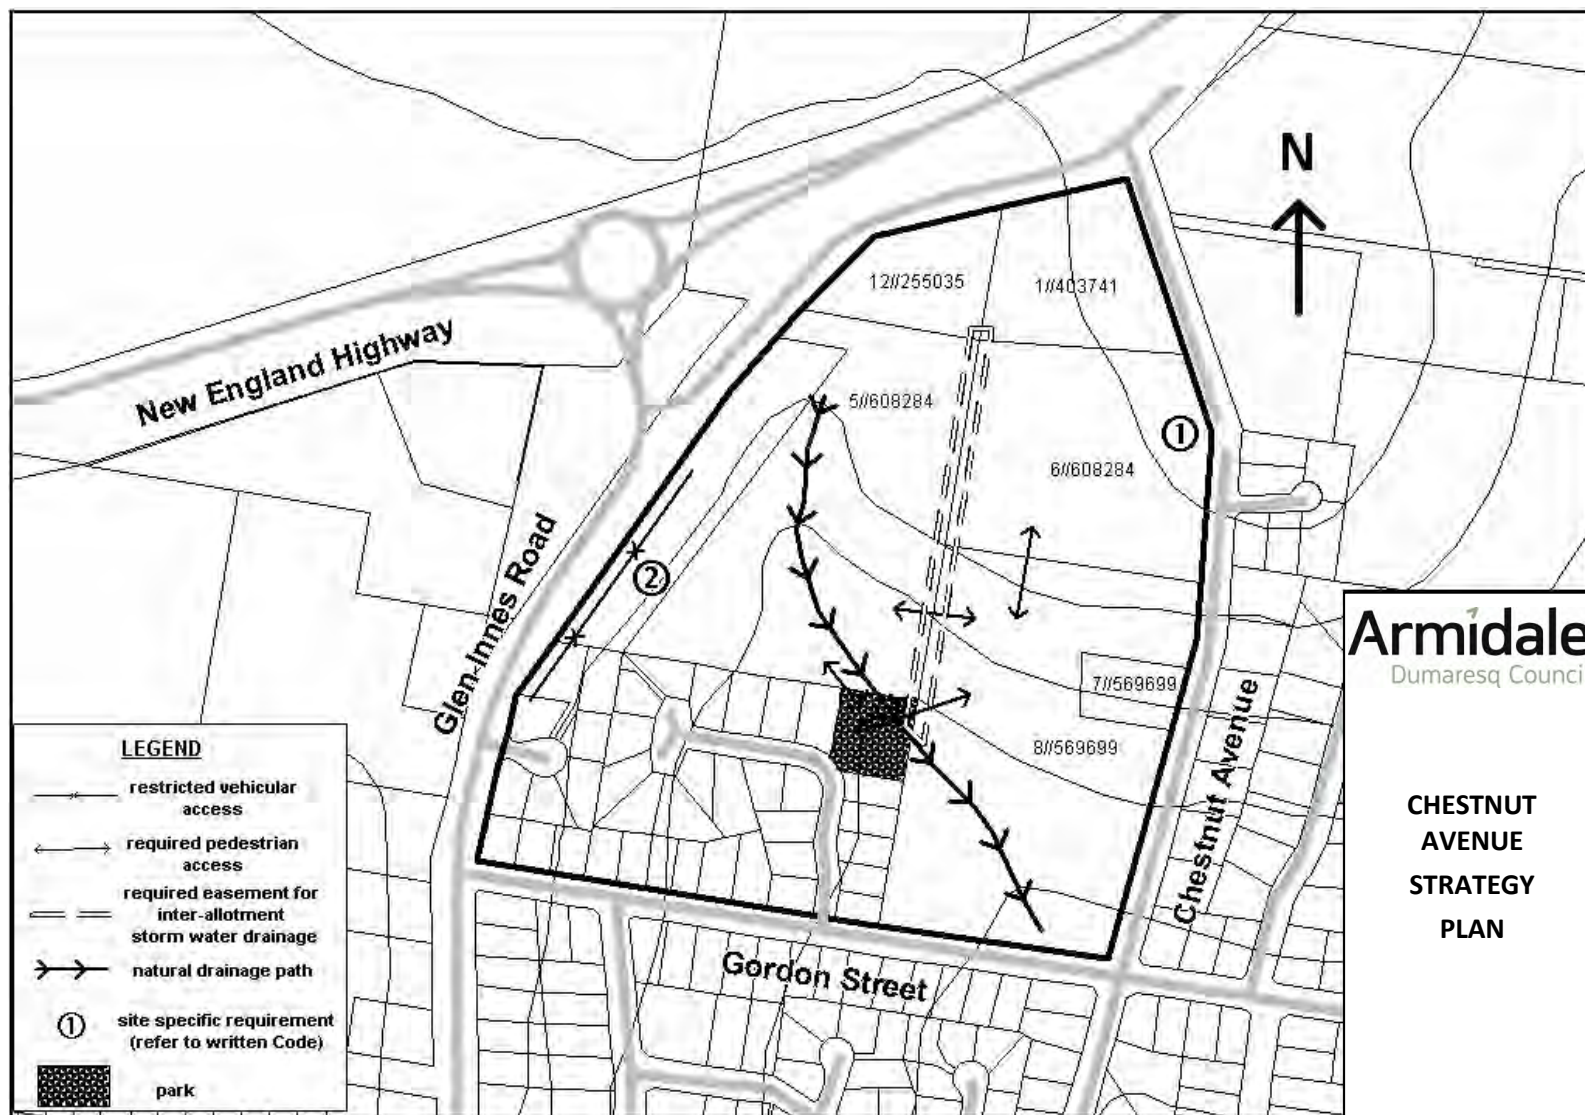 N
12//255035
1//403741
New England Highway
5//608284
①
6//608284
②
Glen-Innes Road
7//569699
8//569699
Chestnut Avenue
Gordon Street
LEGEND
restricted vehicular
access
required pedestrian
access
required easement for
inter-allotment
storm water drainage
natural drainage path
① site specific requirement
(refer to written Code)
park
Armidale
Dumaresq Counci
CHESTNUT
AVENUE
STRATEGY
PLAN